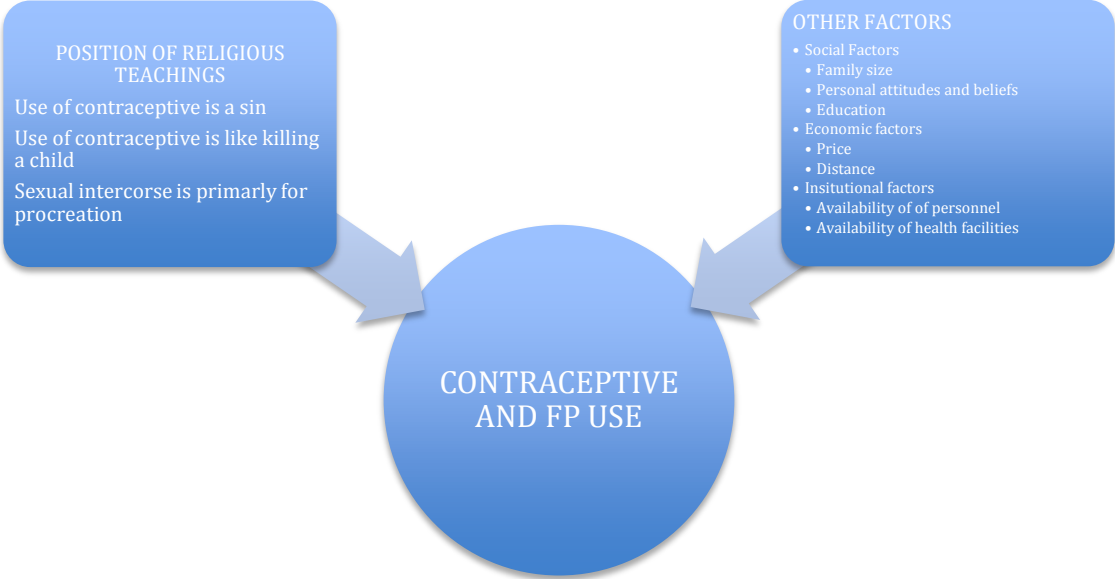 POSITION OF RELIGIOUS
TEACHINGS
Use of contraceptive is a sin
Use of contraceptive is like killing
a child
Sexual intercorse is primarly for
procreation
OTHER FACTORS
• Social Factors
• Family size
• Personal attitudes and beliefs
• Education
• Economic factors
• Price
• Distance
• Insitutional factors
• Availability of of personnel
• Availability of health facilities
CONTRACEPTIVE
AND FP USE